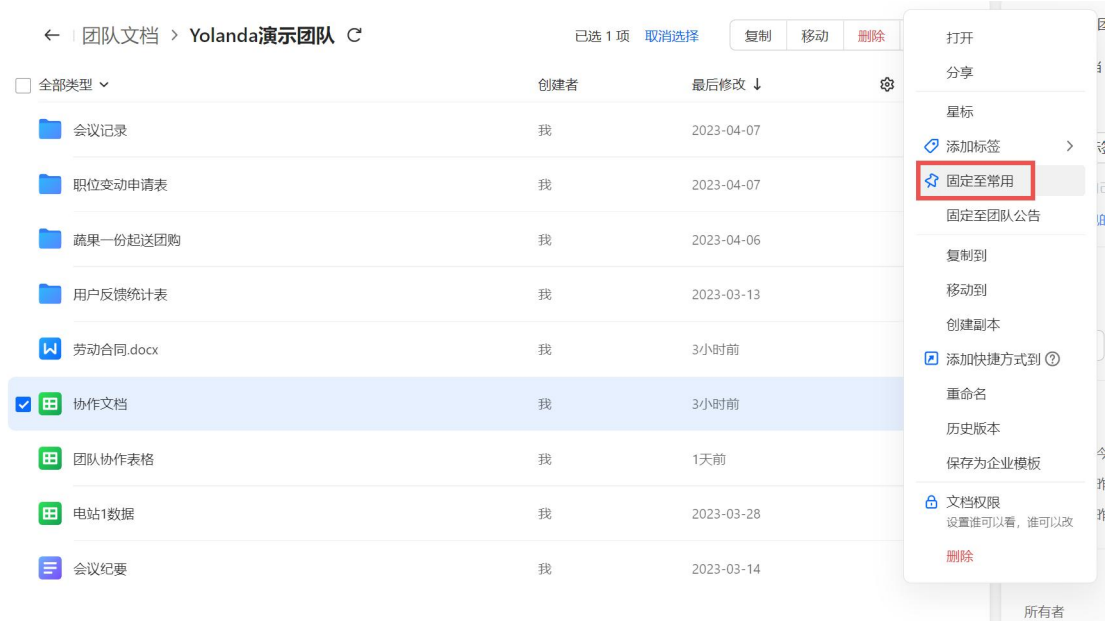 团队文档 > Yolanda演示团队
已选 1 项 取消选择 复制 移动 删除
全部类型 创建者 最后修改
会议记录 我 2023-04-07
职位变动申请表 我 2023-04-07
蔬果一份起送团购 我 2023-04-06
用户反馈统计表 我 2023-03-13
劳动合同.docx 我 3小时前
协作文档 我 3小时前
团队协作表格 我 1天前
电站1数据 我 2023-03-28
会议纪要 我 2023-03-14
打开
分享
星标
添加标签
固定至常用
固定至团队公告
复制到
移动到
创建副本
添加快捷方式到
重命名
历史版本
保存为企业模板
文档权限
设置谁可以看，谁可以改
删除
所有者